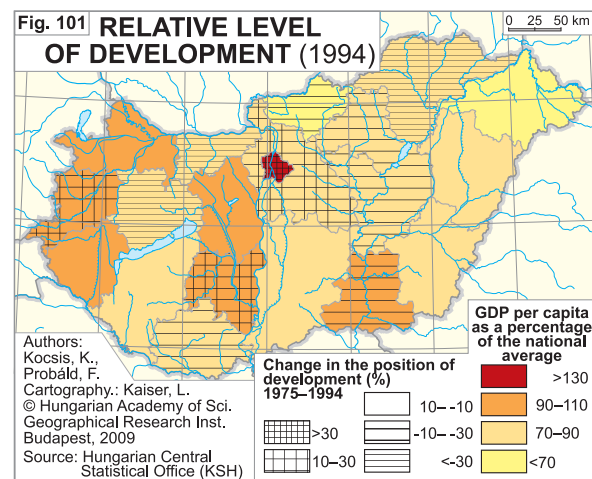 Fig. 101
RELATIVE LEVEL
OF DEVELOPMENT (1994)
0 25 50 km
Authors:
Kocsis, K.,
Probáld, F.
Cartography.: Kaiser, L.
© Hungarian Academy of Sci.
Geographical Research Inst.
Budapest, 2009
Source: Hungarian Central
Statistical Office (KSH)
Change in the position of
development (%)
1975–1994
>30
10–30
10– -10
-10– -30
<-30
GDP per capita
as a percentage
of the national
average
>130
90–110
70–90
<70